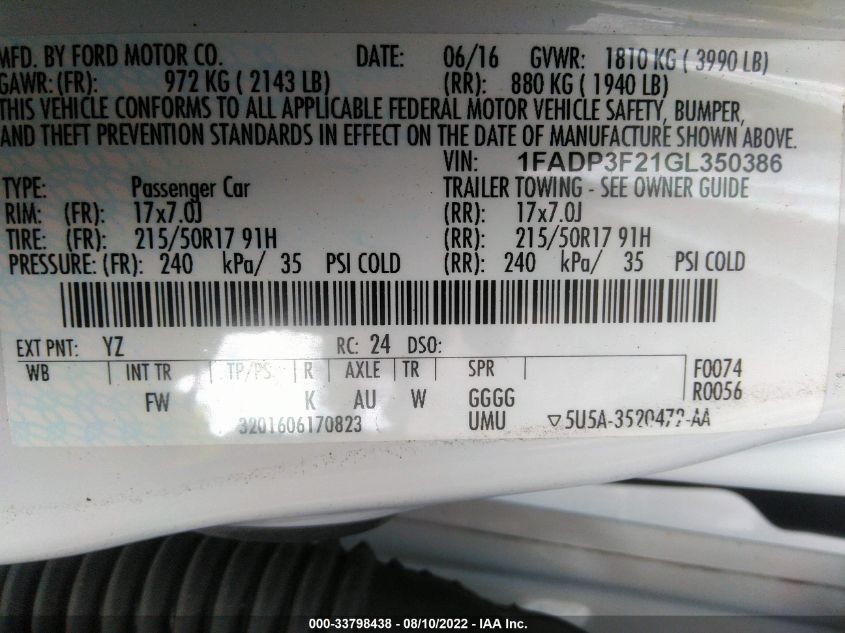 MFD. BY FORD MOTOR CO. DATE: 06/16 GVWR: 1810 KG ( 3990 LB)
GAWR:(FR): 972 KG ( 2143 LB) (RR): 880 KG ( 1940 LB)
THIS VEHICLE CONFORMS TO ALL APPLICABLE FEDERAL MOTOR VEHICLE SAFETY, BUMPER,
AND THEFT PREVENTION STANDARDS IN EFFECT ON THE DATE OF MANUFACTURE SHOWN ABOVE.
VIN: 1FADP3F21GL350386
TYPE: Passenger Car TRAILER TOWING - SEE OWNER GUIDE
RIM: (FR): 17x7.0J (RR): 17x7.0J
TIRE: (FR): 215/50R17 91H (RR): 215/50R17 91H
PRESSURE: (FR): 240 kPa/ 35 PSI COLD (RR): 240 kPa/ 35 PSI COLD
EXT PNT: YZ RC: 24 DSO:
WB INT TR TP/PS R AXLE TR SPR F0074
FW K AU W GGGG R0056
3201606170823 UMU ▽5U5A-3520472-AA
000-33798438 - 08/10/2022 - IAA Inc.